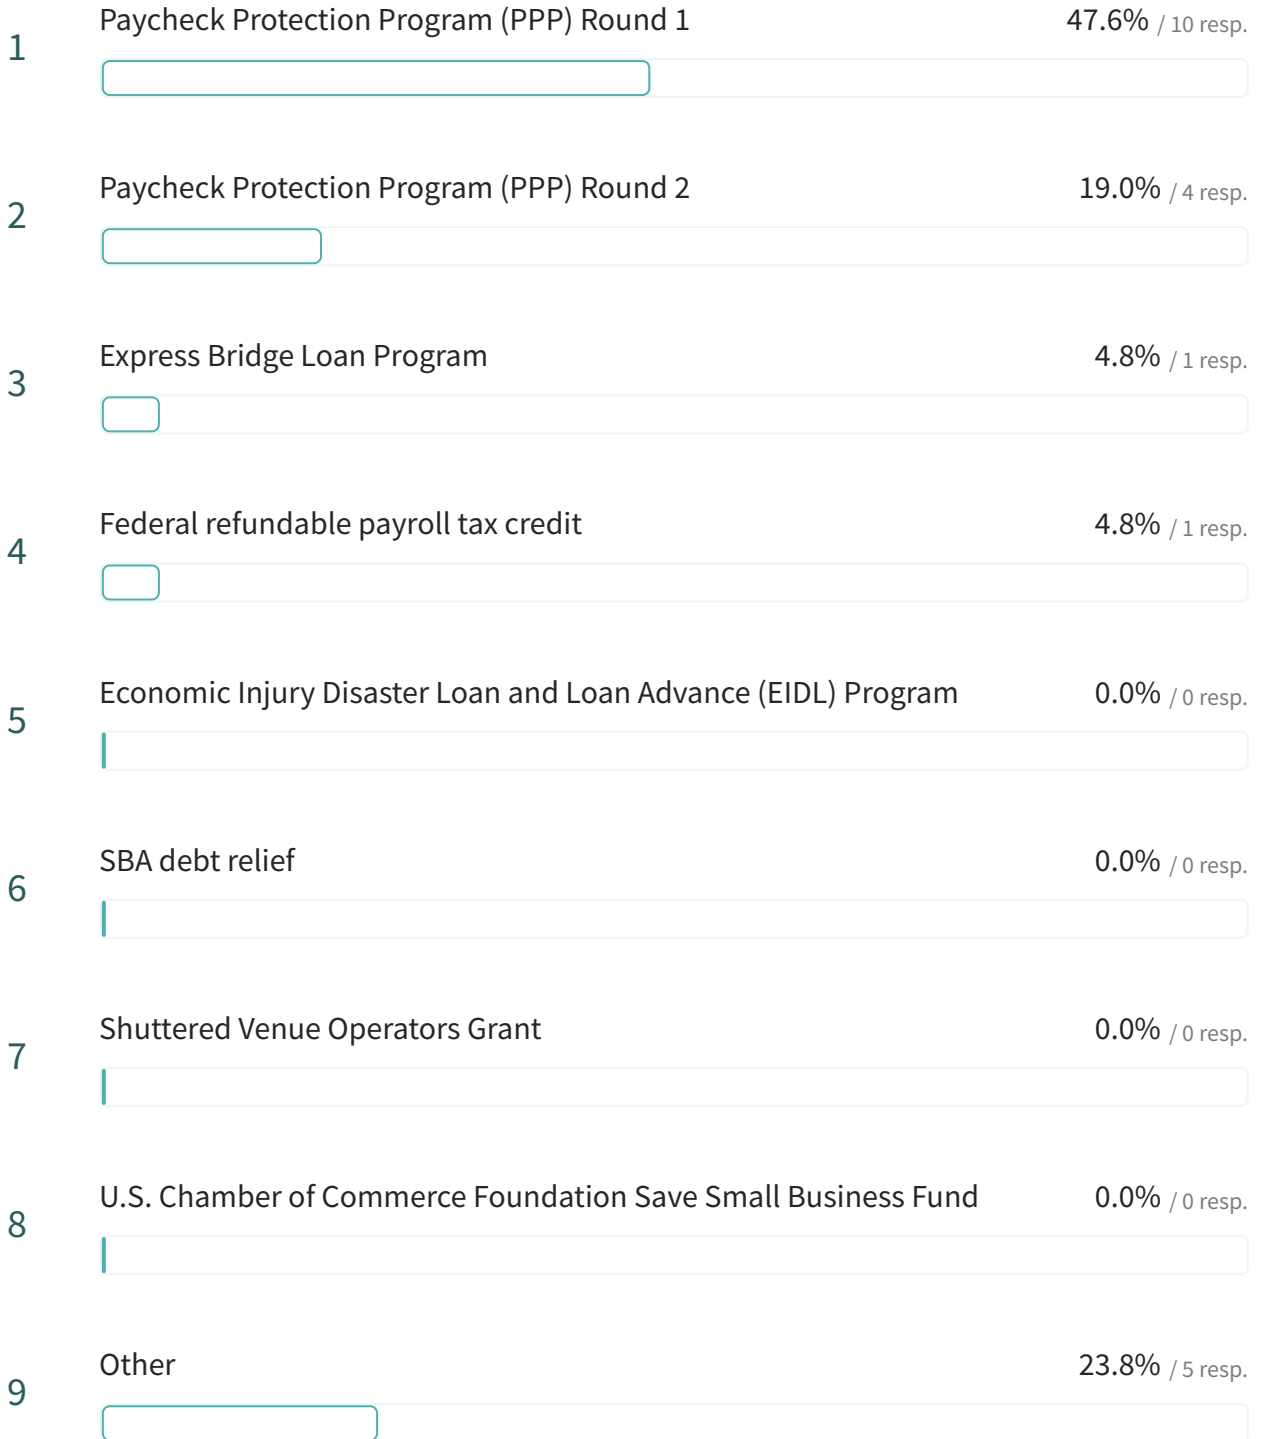 Paycheck Protection Program (PPP) Round 1 47.6% / 10 resp.
1
Paycheck Protection Program (PPP) Round 2 19.0% / 4 resp.
2
Express Bridge Loan Program 4.8% / 1 resp.
3
Federal refundable payroll tax credit 4.8% / 1 resp.
4
Economic Injury Disaster Loan and Loan Advance (EIDL) Program 0.0% / 0 resp.
5
SBA debt relief 0.0% / 0 resp.
6
Shuttered Venue Operators Grant 0.0% / 0 resp.
7
U.S. Chamber of Commerce Foundation Save Small Business Fund 0.0% / 0 resp.
8
Other 23.8% / 5 resp.
9